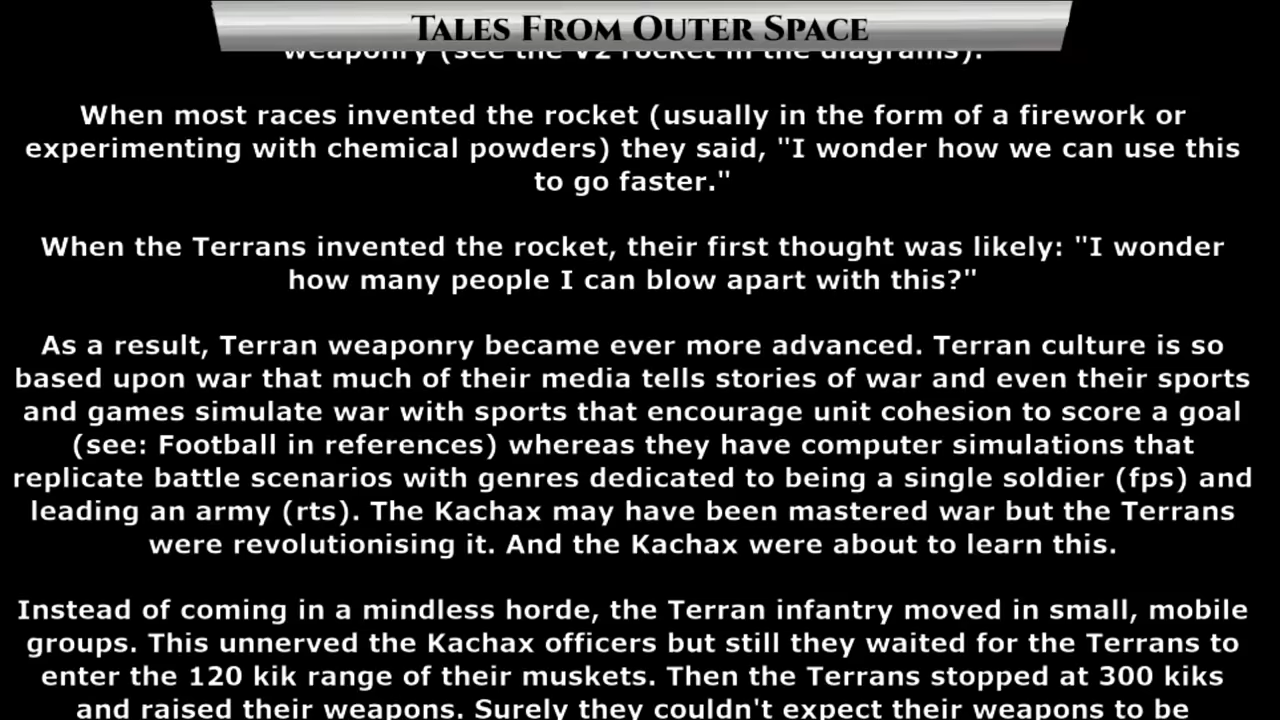 TALES FROM OUTER SPACE
weaponry (see the V2 rocket in the diagrams).
When most races invented the rocket (usually in the form of a firework or
experimenting with chemical powders) they said, "I wonder how we can use this
to go faster."
When the Terrans invented the rocket, their first thought was likely: "I wonder
how many people I can blow apart with this?"
As a result, Terran weaponry became ever more advanced. Terran culture is so
based upon war that much of their media tells stories of war and even their sports
and games simulate war with sports that encourage unit cohesion to score a goal
(see: Football in references) whereas they have computer simulations that
replicate battle scenarios with genres dedicated to being a single soldier (fps) and
leading an army (rts). The Kachax may have been mastered war but the Terrans
were revolutionising it. And the Kachax were about to learn this.
Instead of coming in a mindless horde, the Terran infantry moved in small, mobile
groups. This unnerved the Kachax officers but still they waited for the Terrans to
enter the 120 kik range of their muskets. Then the Terrans stopped at 300 kiks
and raised their weapons. Surely they couldn't expect their weapons to be